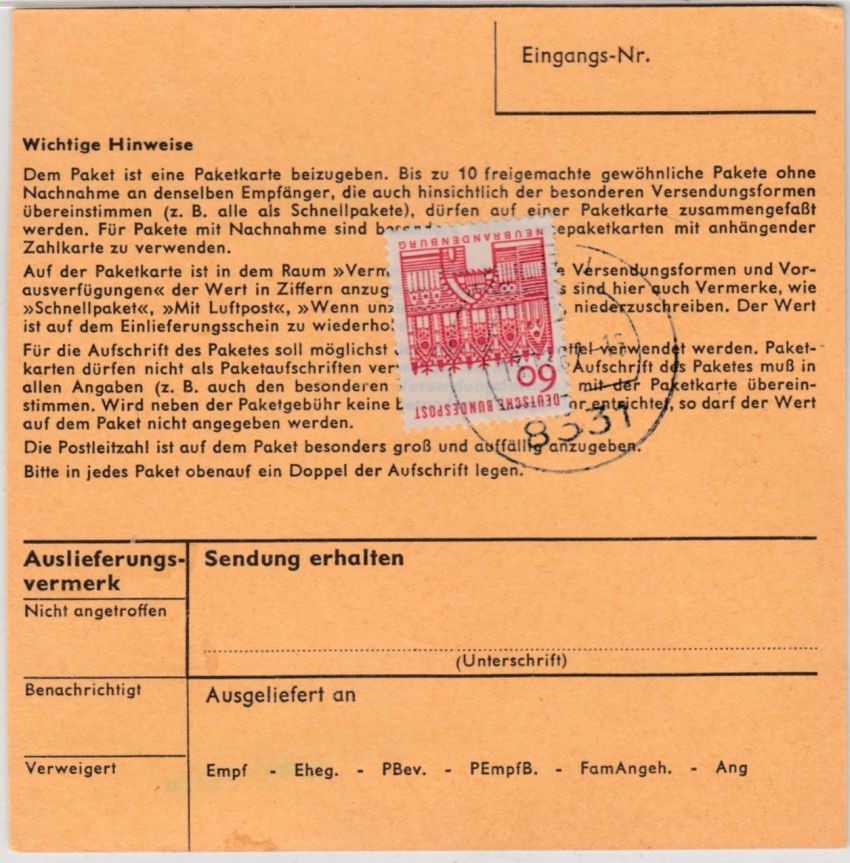 Eingangs-Nr.
Wichtige Hinweise
Dem Paket ist eine Paketkarte beizugeben. Bis zu 10 freigemachte gewöhnliche Pakete ohne
Nachnahme an denselben Empfänger, die auch hinsichtlich der besonderen Versendungsformen
übereinstimmen (z. B. alle als Schnellpakete), dürfen auf einer Paketkarte zusammengefaßt
werden. Für Pakete mit Nachnahme sind beson epaketkarten mit anhängender
Zahlkarte zu verwenden.
Auf der Paketkarte ist in dem Raum »Verm e Versendungsformen und Vor-
ausverfügungen« der Wert in Ziffern anzug s sind hier auch Vermerke, wie
»Schnellpaket«, »Mit Luftpost«, »Wenn un niederzuschreiben. Der Wert
ist auf dem Einlieferungsschein zu wiederho
Für die Aufschrift des Paketes soll möglichst verwendet werden. Paket-
karten dürfen nicht als Paketaufschriften ver Aufschrift des Paketes muß in
allen Angaben (z. B. auch den besonderen mit der Paketkarte überein-
stimmen. Wird neben der Paketgebühr keine b entrichtet, so darf der Wert
auf dem Paket nicht angegeben werden.
Die Postleitzahl ist auf dem Paket besonders groß und auffällig anzugeben.
Bitte in jedes Paket obenauf ein Doppel der Aufschrift legen.
NEUBRANDENBURG
60
DEUTSCHE BUNDESPOST
8531
Auslieferungs-
vermerk
Sendung erhalten
Nicht angetroffen
(Unterschrift)
Benachrichtigt
Ausgeliefert an
Verweigert
Empf - Eheg. - PBev. - PEmpfB. - FamAngeh. - Ang